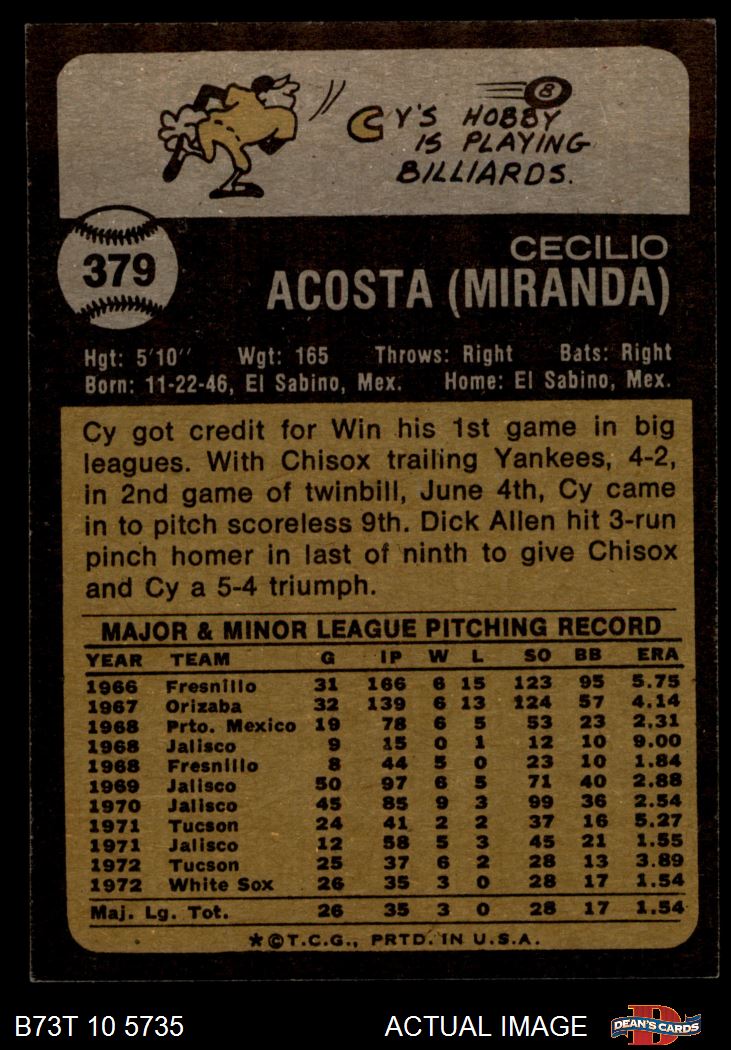 CY'S HOBBY
IS PLAYING
BILLIARDS.
8
379
CECILIO
ACOSTA (MIRANDA)
Hgt: 5'10" Wgt: 165 Throws: Right Bats: Right
Born: 11-22-46, El Sabino, Mex. Home: El Sabino, Mex.
Cy got credit for Win his 1st game in big
leagues. With Chisox trailing Yankees, 4-2,
in 2nd game of twinbill, June 4th, Cy came
in to pitch scoreless 9th. Dick Allen hit 3-run
pinch homer in last of ninth to give Chisox
and Cy a 5-4 triumph.
MAJOR & MINOR LEAGUE PITCHING RECORD
YEAR TEAM G IP W L SO BB ERA
1966 Fresnillo 31 166 6 15 123 95 5.75
1967 Orizaba 32 139 6 13 124 57 4.14
1968 Prto. Mexico 19 78 6 5 53 23 2.31
1968 Jalisco 9 15 0 1 12 10 9.00
1968 Fresnillo 8 44 5 0 23 10 1.84
1969 Jalisco 50 97 6 5 71 40 2.88
1970 Jalisco 45 85 9 3 99 36 2.54
1971 Tucson 24 41 2 2 37 16 5.27
1971 Jalisco 12 58 5 3 45 21 1.55
1972 Tucson 25 37 6 2 28 13 3.89
1972 White Sox 26 35 3 0 28 17 1.54
Maj. Lg. Tot. 26 35 3 0 28 17 1.54
★©T.C.G., PRTD. IN U.S.A.
B73T 10 5735 ACTUAL IMAGE D DEAN'S CARDS